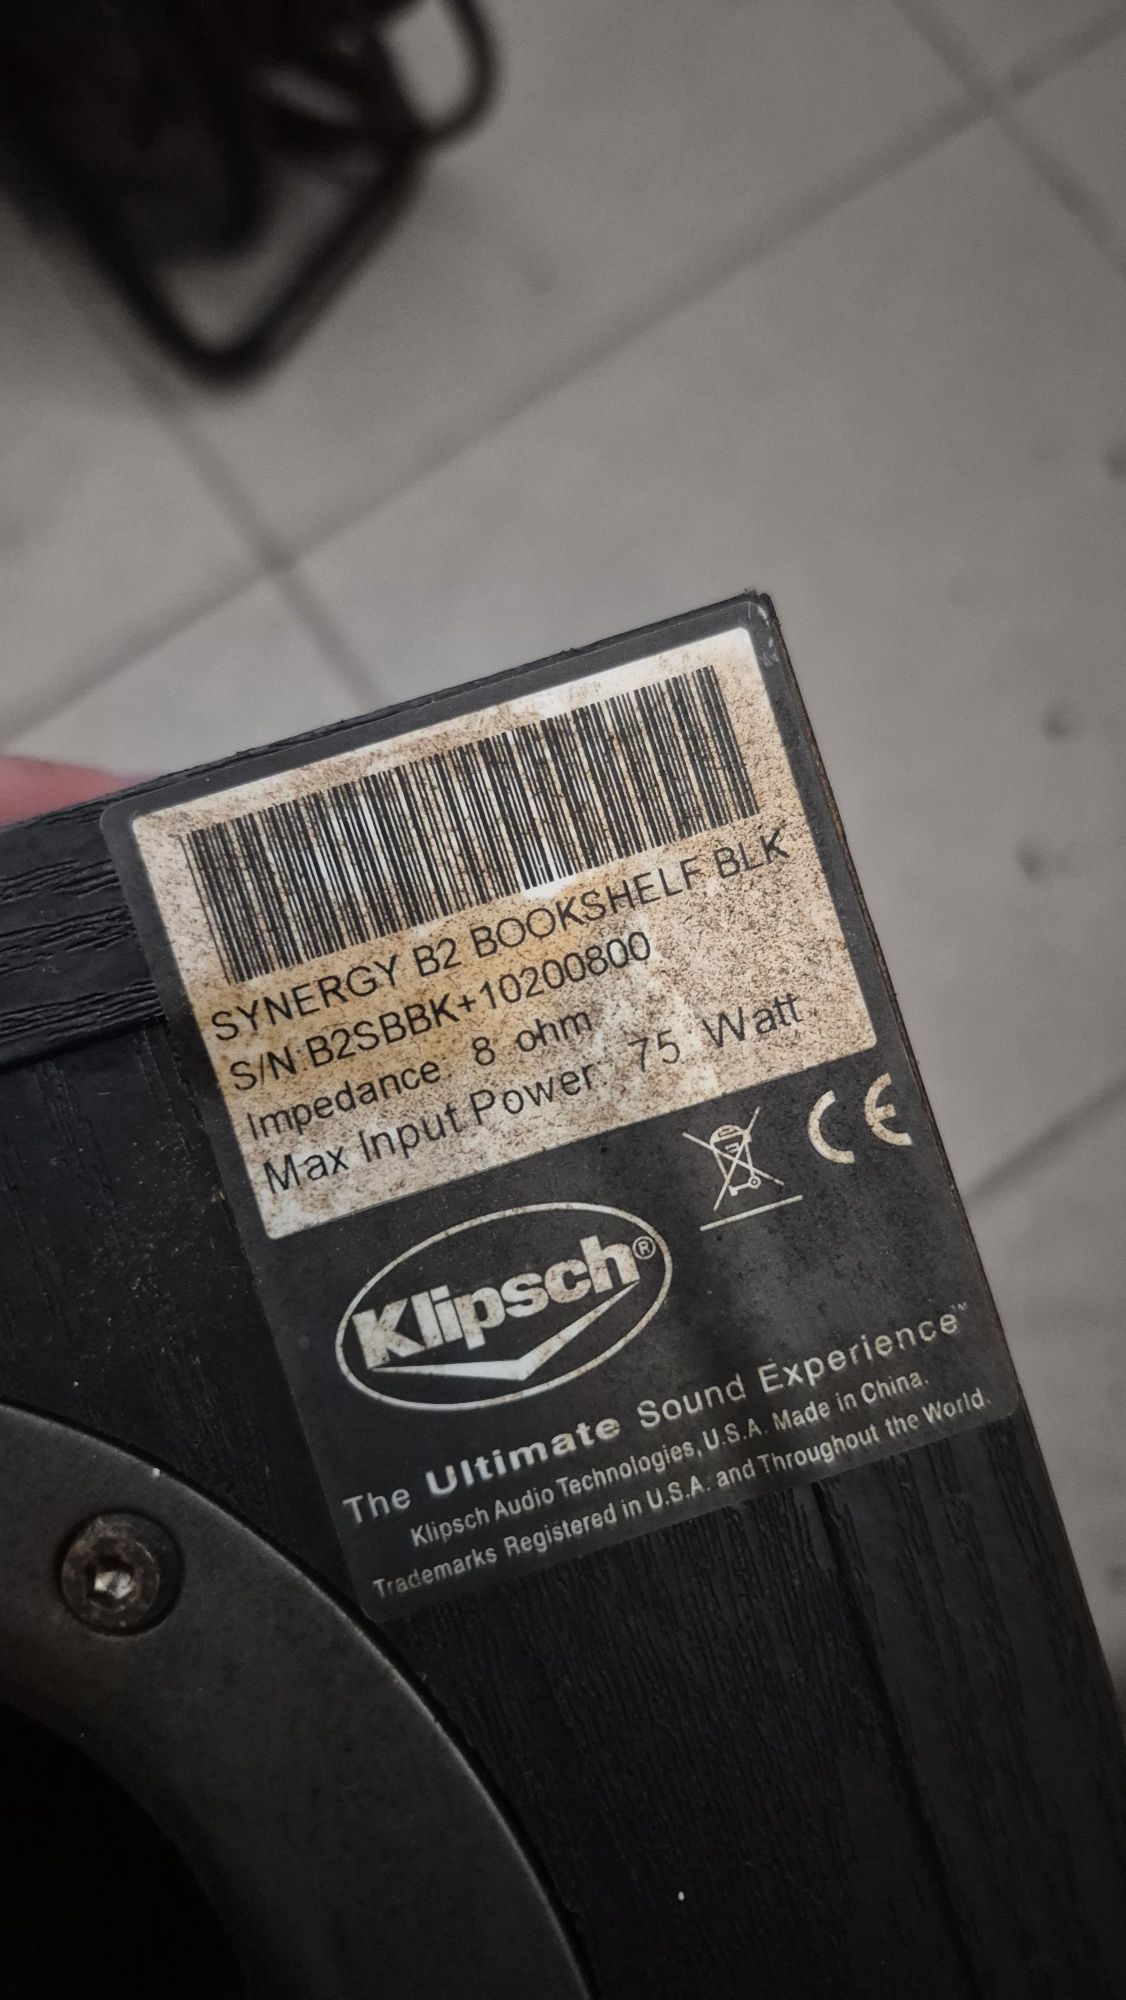 SYNERGY B2 BOOKSHELF BLK
S/N:B2SBBK+10200800
Impedance: 8 ohm
Max Input Power: 75 Watt
CE
Klipsch®
The Ultimate Sound Experience™
Klipsch Audio Technologies, U.S.A. Made in China.
Trademarks Registered in U.S.A. and Throughout the World.